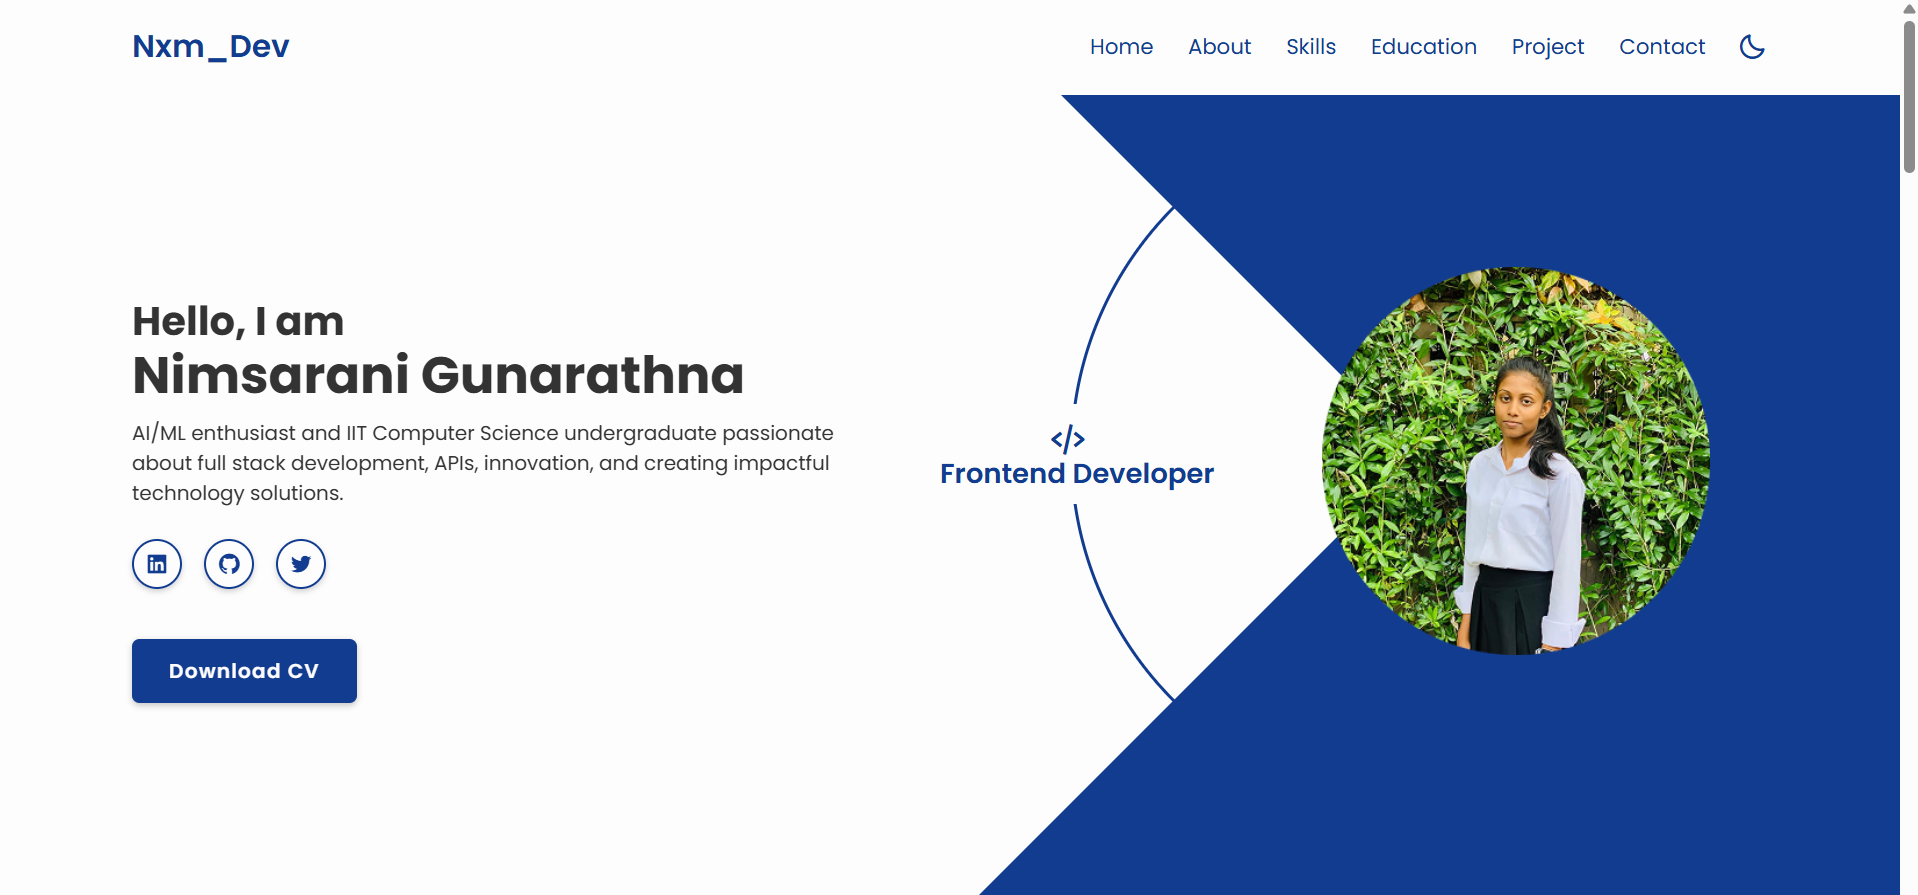 Nxm_Dev
Home About Skills Education Project Contact
Hello, I am
Nimsarani Gunarathna
AI/ML enthusiast and IIT Computer Science undergraduate passionate
about full stack development, APIs, innovation, and creating impactful
technology solutions.
Download CV
</>
Frontend Developer